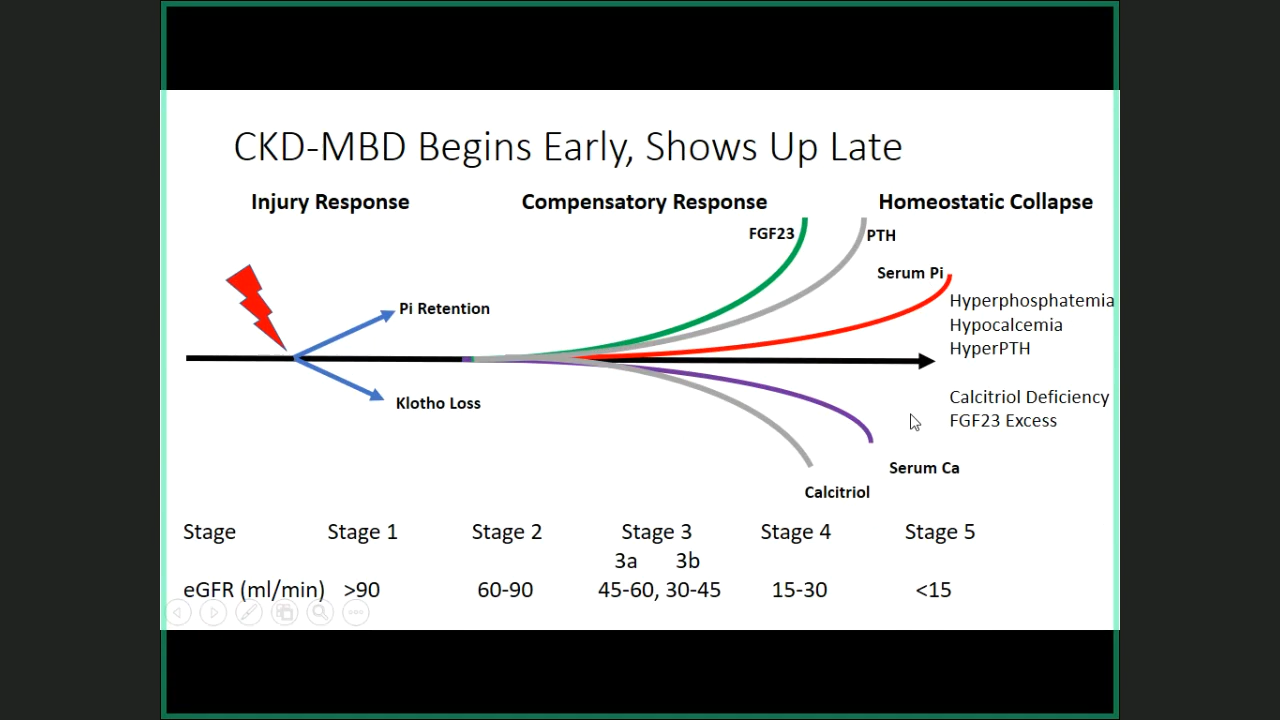 CKD-MBD Begins Early, Shows Up Late
Injury Response
Compensatory Response
Homeostatic Collapse
FGF23
PTH
Serum Pi
Pi Retention
Hyperphosphatemia
Hypocalcemia
HyperPTH
Klotho Loss
Calcitriol Deficiency
FGF23 Excess
Serum Ca
Calcitriol
Stage Stage 1 Stage 2 Stage 3 Stage 4 Stage 5
3a 3b
eGFR (ml/min) >90 60-90 45-60, 30-45 15-30 <15